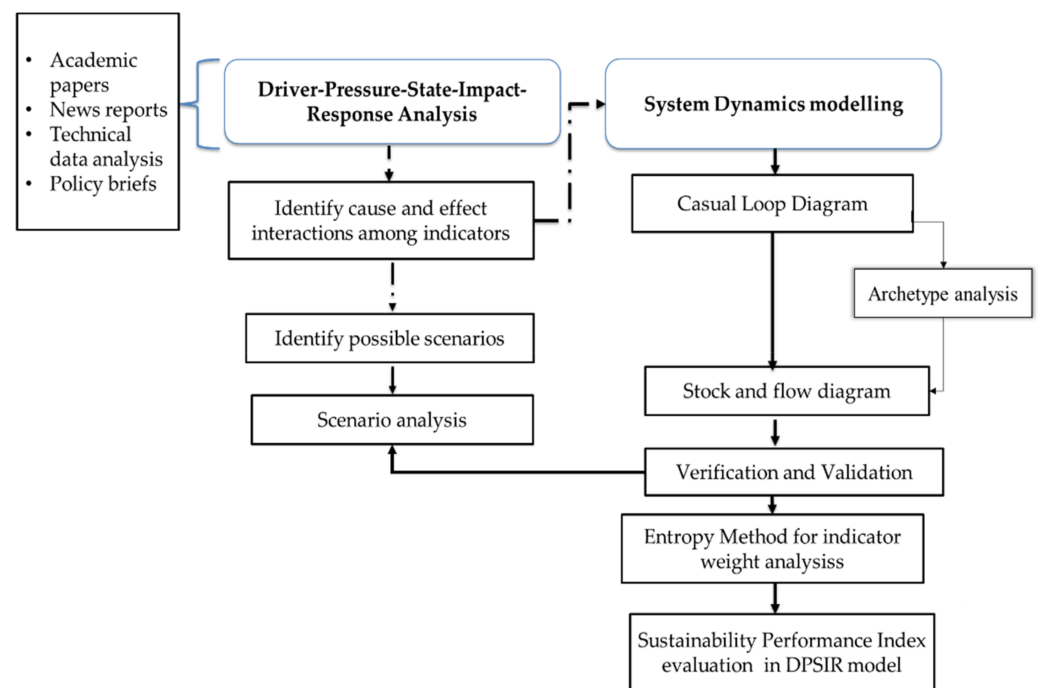 • Academic
papers
• News reports
• Technical
data analysis
• Policy briefs
Driver-Pressure-State-Impact-
Response Analysis
System Dynamics modelling
Identify cause and effect
interactions among indicators
Casual Loop Diagram
Archetype analysis
Identify possible scenarios
Stock and flow diagram
Scenario analysis
Verification and Validation
Entropy Method for indicator
weight analysiss
Sustainability Performance Index
evaluation in DPSIR model